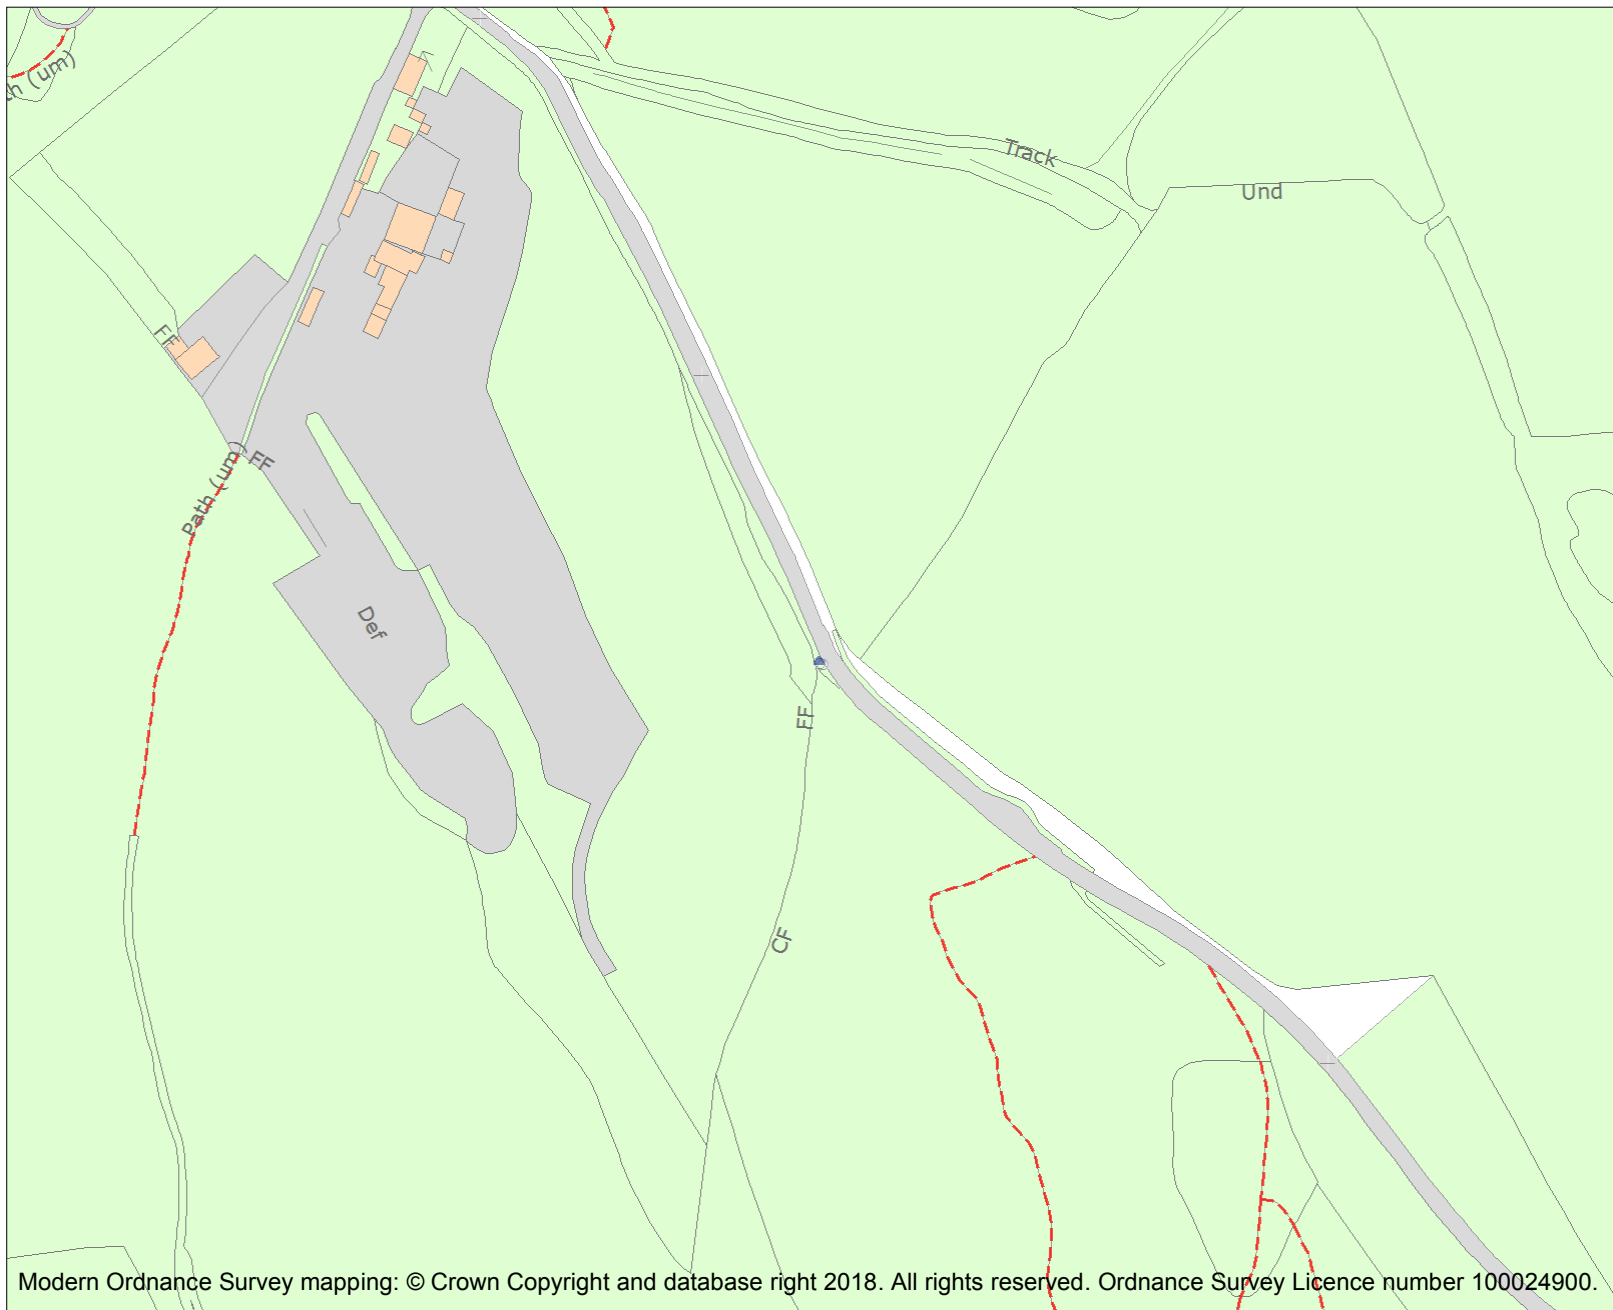 th (um)
Track
Und
FF
FF
Path (um)
Def
FF
CF
Modern Ordnance Survey mapping: © Crown Copyright and database right 2018. All rights reserved. Ordnance Survey Licence number 100024900.